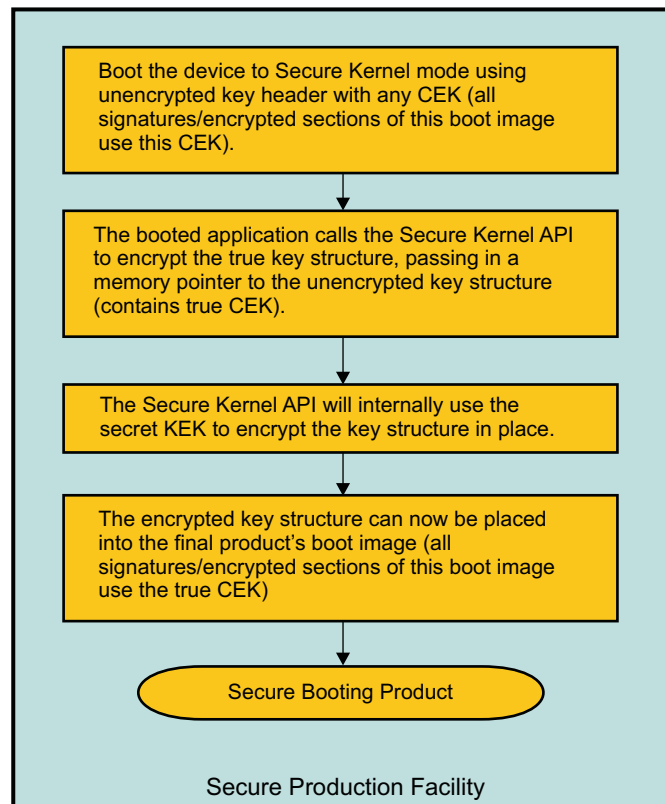 Boot the device to Secure Kernel mode using
unencrypted key header with any CEK (all
signatures/encrypted sections of this boot image
use this CEK).
The booted application calls the Secure Kernel API
to encrypt the true key structure, passing in a
memory pointer to the unencrypted key structure
(contains true CEK).
The Secure Kernel API will internally use the
secret KEK to encrypt the key structure in place.
The encrypted key structure can now be placed
into the final product’s boot image (all
signatures/encrypted sections of this boot image
use the true CEK)
Secure Booting Product
Secure Production Facility